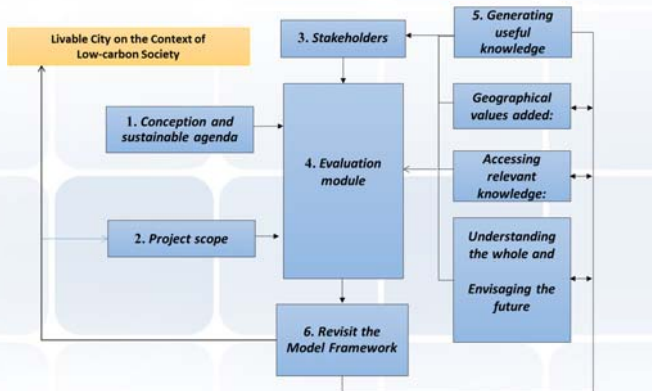 Livable City on the Context of
Low-carbon Society
3. Stakeholders
5. Generating
useful
knowledge
1. Conception and
sustainable agenda
4. Evaluation
module
Geographical
values added:
Accessing
relevant
knowledge:
2. Project scope
Understanding
the whole and
Envisaging the
future
6. Revisit the
Model Framework